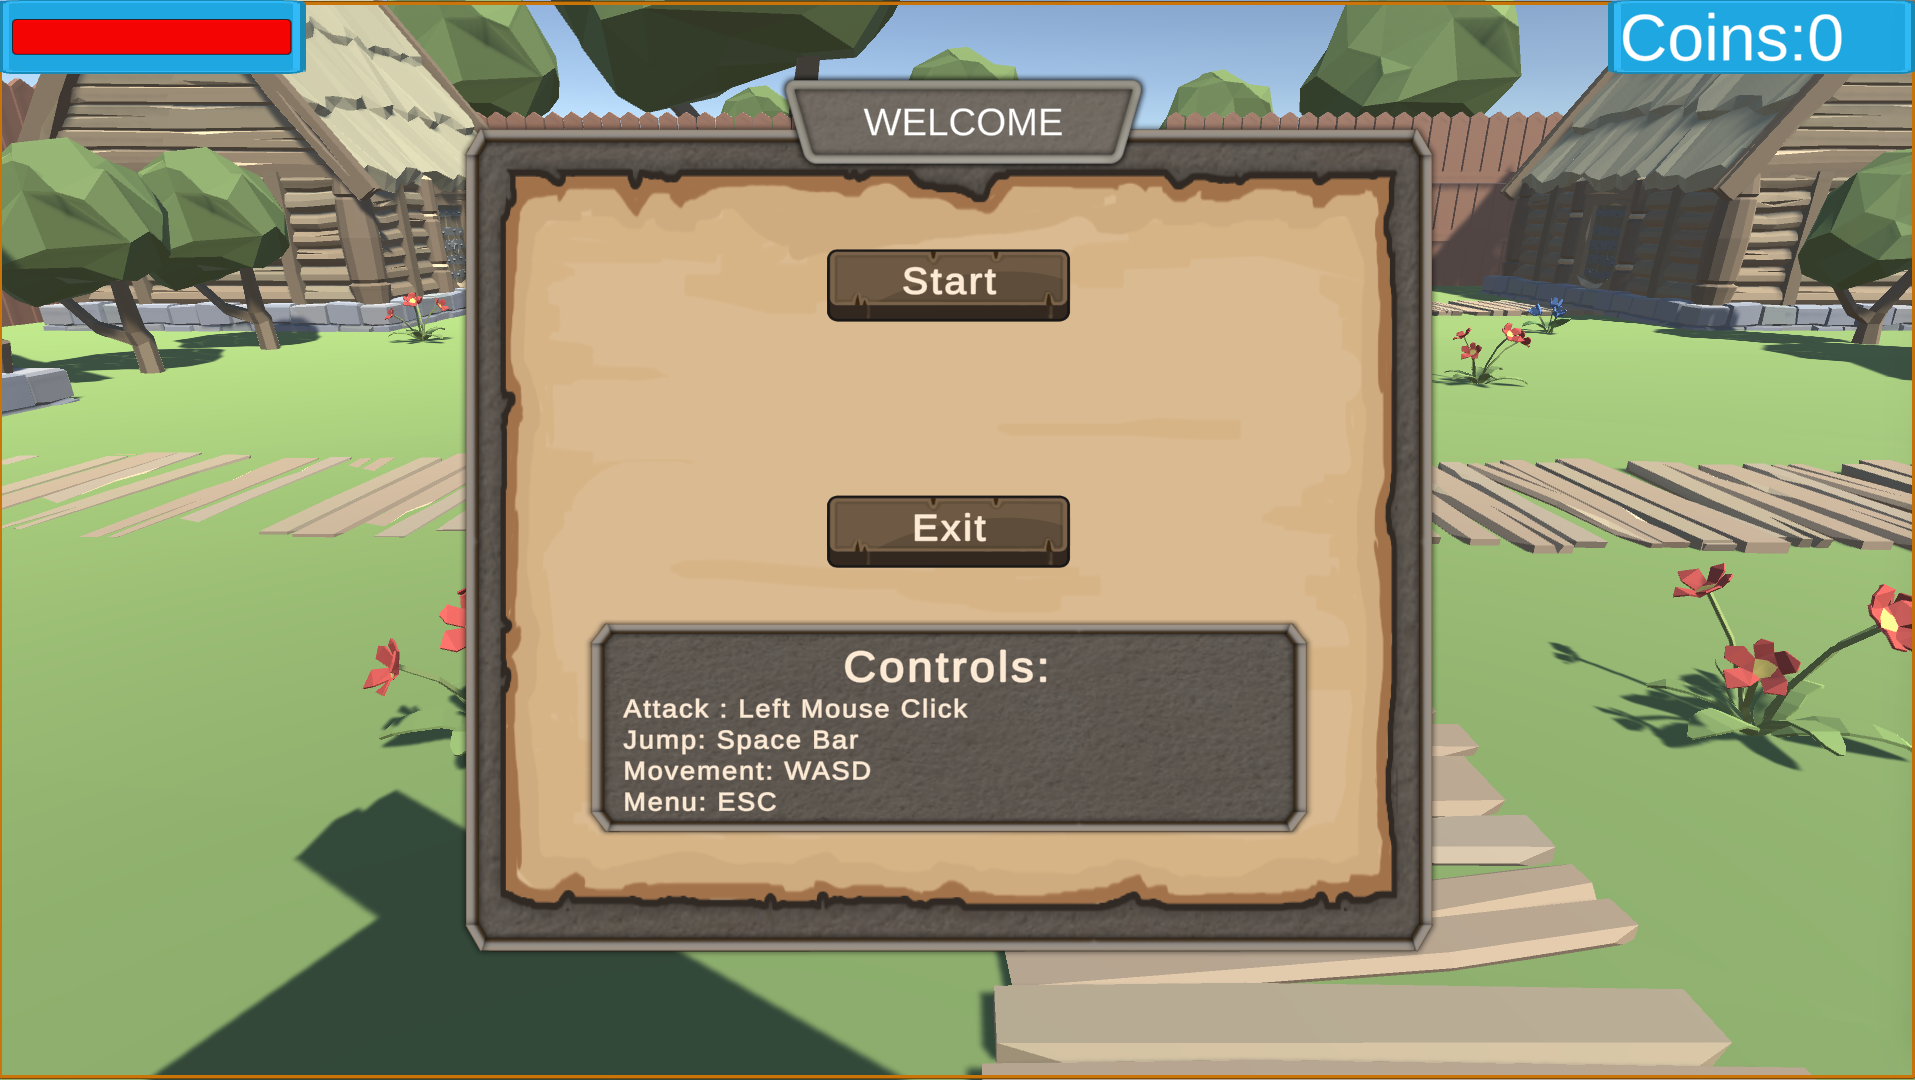 Coins:0
WELCOME
Start
Exit
Controls:
Attack : Left Mouse Click
Jump: Space Bar
Movement: WASD
Menu: ESC